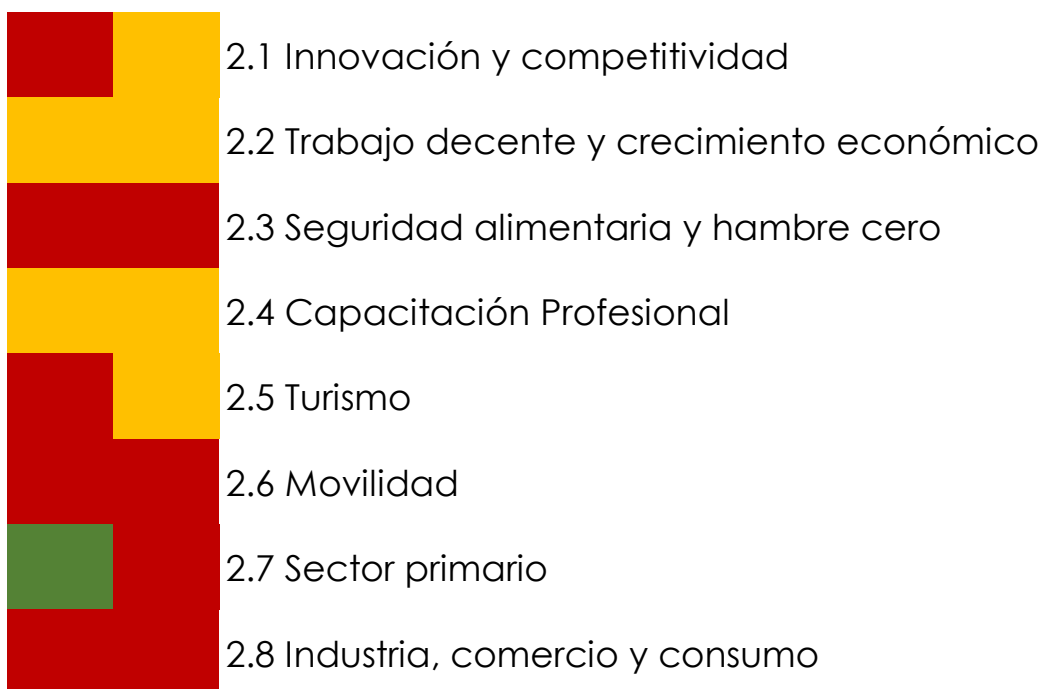 2.1 Innovación y competitividad
2.2 Trabajo decente y crecimiento económico
2.3 Seguridad alimentaria y hambre cero
2.4 Capacitación Profesional
2.5 Turismo
2.6 Movilidad
2.7 Sector primario
2.8 Industria, comercio y consumo